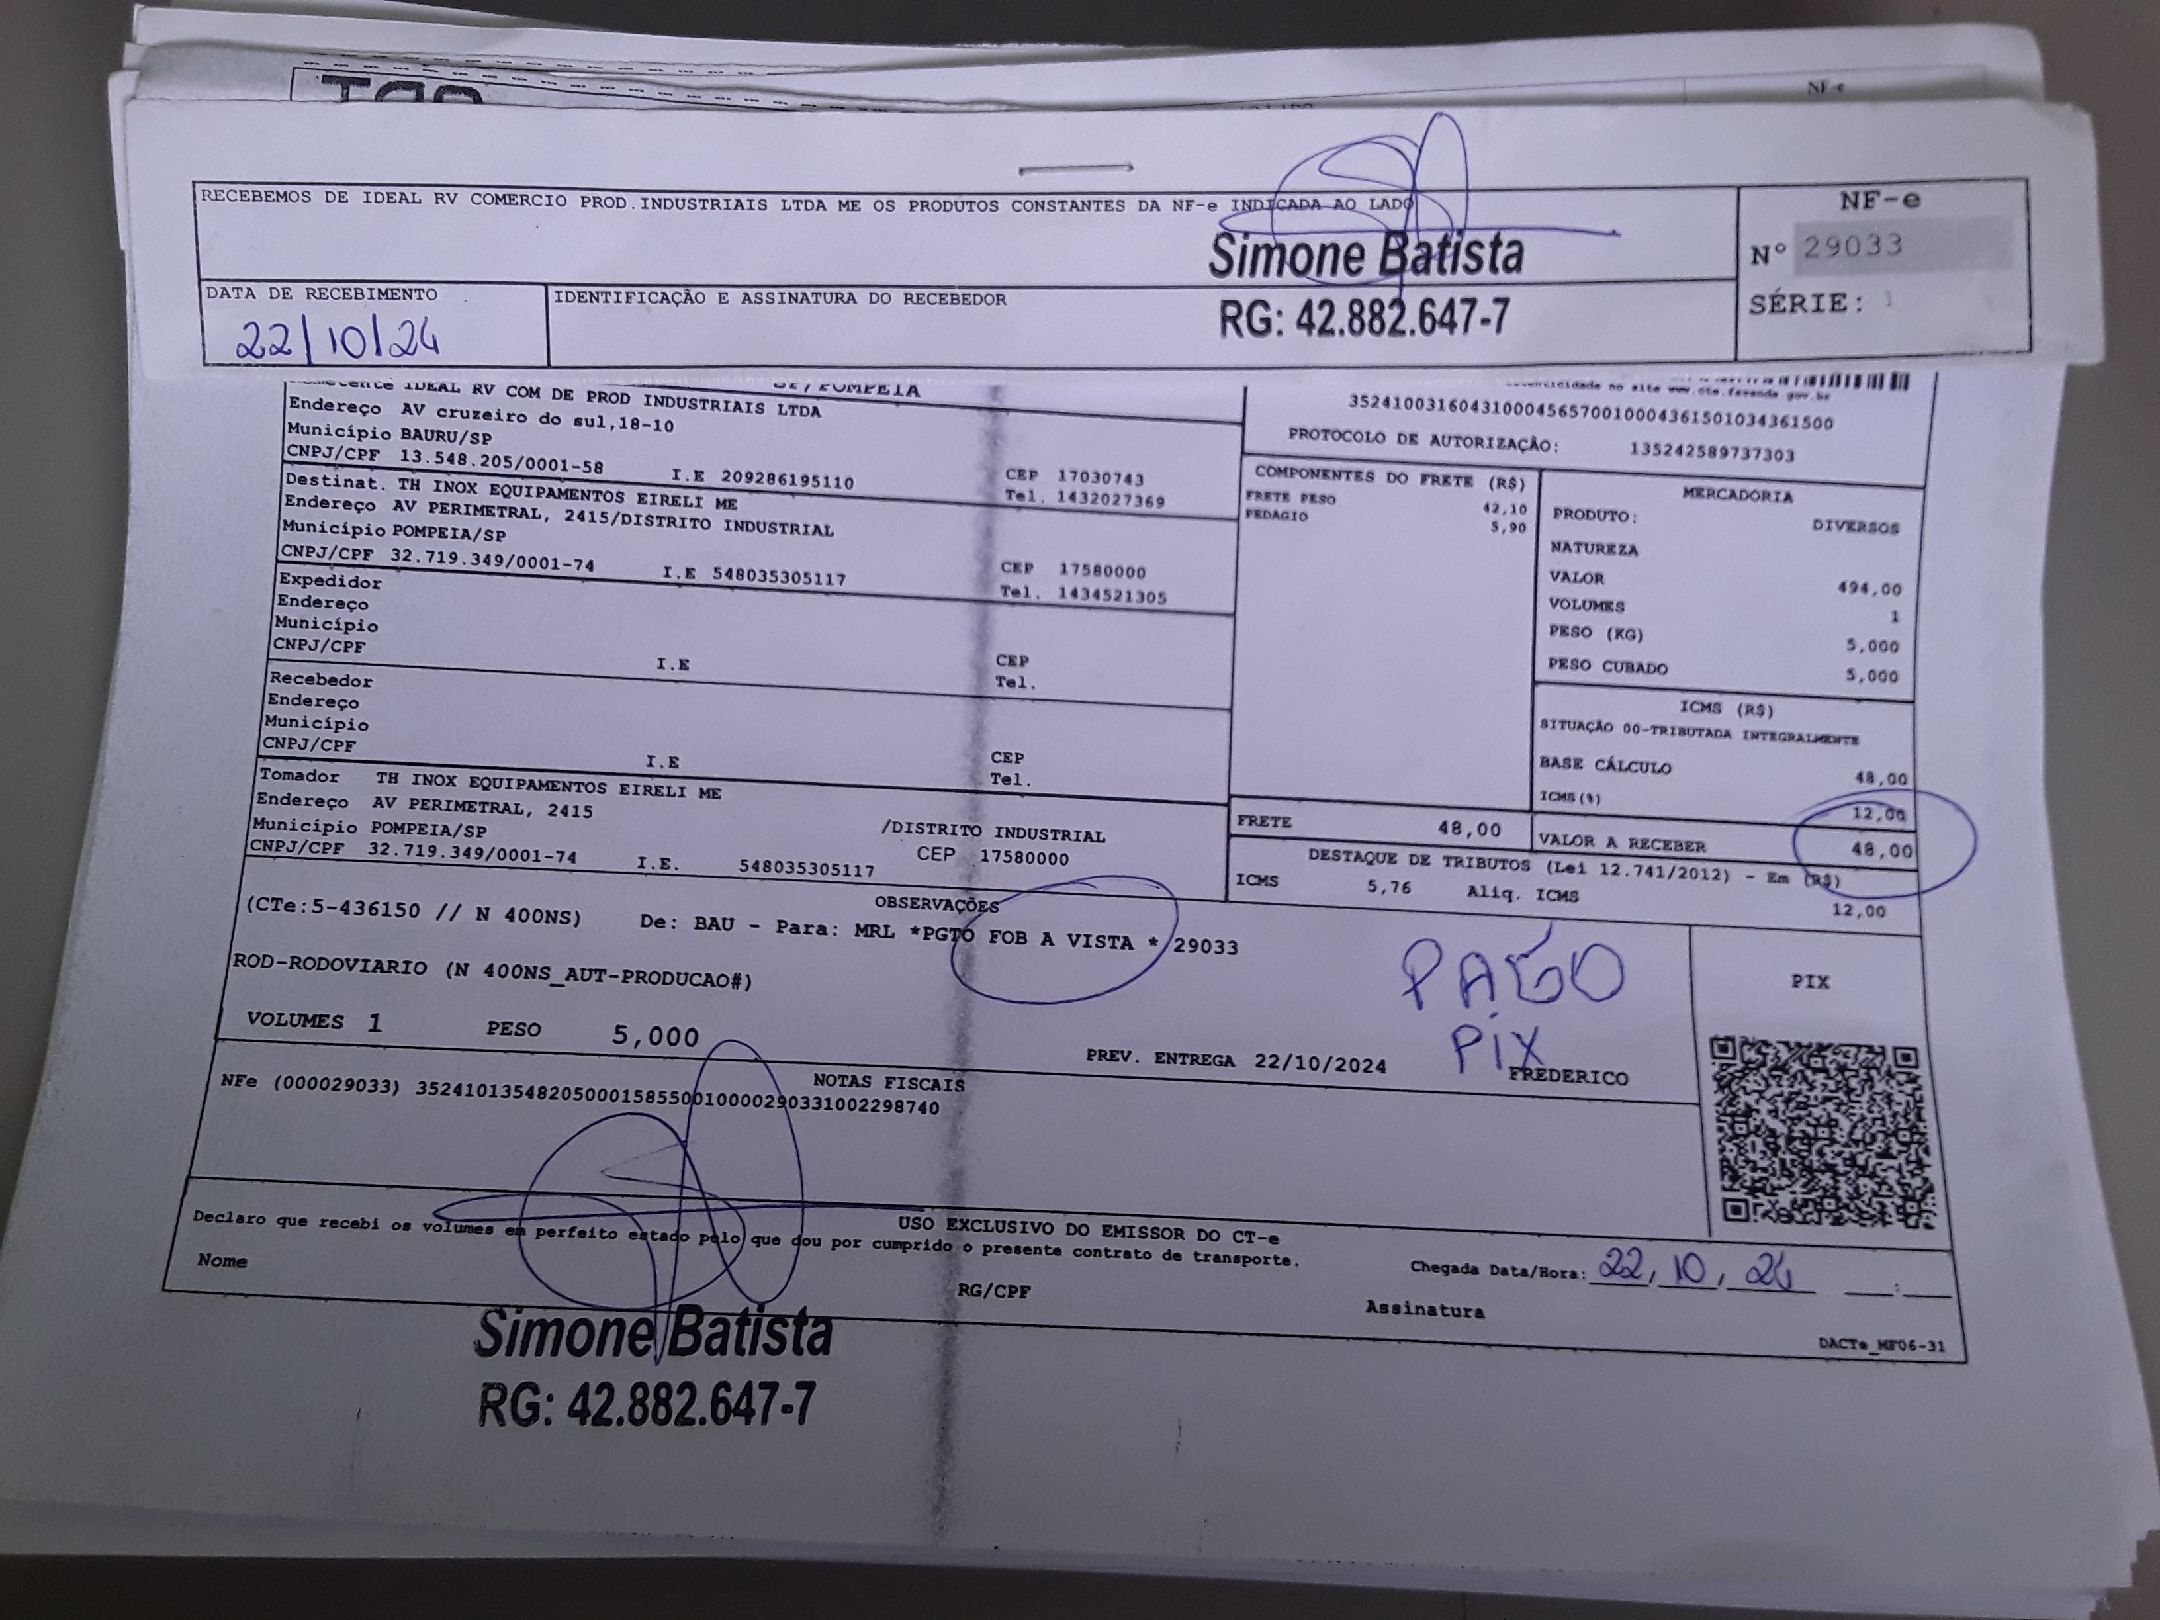 NF-e
RECEBEMOS DE IDEAL RV COMERCIO PROD.INDUSTRIAIS LTDA ME OS PRODUTOS CONSTANTES DA NF-e INDICADA AO LADO
NF-e
Nº 29033
SÉRIE: 1
Simone Batista
RG: 42.882.647-7
DATA DE RECEBIMENTO
22/10/24
IDENTIFICAÇÃO E ASSINATURA DO RECEBEDOR
SP/POMPEIA
IDEAL RV COM DE PROD INDUSTRIAIS LTDA
Endereço AV cruzeiro do sul,18-10
Município BAURU/SP
CNPJ/CPF 13.548.205/0001-58 I.E 209286195110
CEP 17030743
Tel. 1432027369
Destinat. TH INOX EQUIPAMENTOS EIRELI ME
Endereço AV PERIMETRAL, 2415/DISTRITO INDUSTRIAL
Município POMPEIA/SP
CNPJ/CPF 32.719.349/0001-74 I.E 548035305117
CEP 17580000
Tel. 1434521305
Expedidor
Endereço
Município
CNPJ/CPF I.E
CEP
Tel.
Recebedor
Endereço
Município
CNPJ/CPF I.E
CEP
Tel.
Tomador TH INOX EQUIPAMENTOS EIRELI ME
Endereço AV PERIMETRAL, 2415 /DISTRITO INDUSTRIAL
Município POMPEIA/SP CEP 17580000
CNPJ/CPF 32.719.349/0001-74 I.E. 548035305117
no site www.cte.fazenda.gov.br
35241003160431000456570010004361501034361500
PROTOCOLO DE AUTORIZAÇÃO: 135242589737303
COMPONENTES DO FRETE (R$)
FRETE PESO 42,10
PEDAGIO 5,90
MERCADORIA
PRODUTO: DIVERSOS
NATUREZA
VALOR 494,00
VOLUMES 1
PESO (KG) 5,000
PESO CUBADO 5,000
ICMS (R$)
SITUAÇÃO 00-TRIBUTADA INTEGRALMENTE
BASE CÁLCULO 48,00
ICMS(%) 12,00
FRETE 48,00
VALOR A RECEBER 48,00
DESTAQUE DE TRIBUTOS (Lei 12.741/2012) - Em (R$)
ICMS 5,76 Aliq. ICMS 12,00
OBSERVAÇÕES
(CTe:5-436150 // N 400NS) De: BAU - Para: MRL *PGTO FOB A VISTA * 29033
ROD-RODOVIARIO (N 400NS_AUT-PRODUCAO#)
PAGO
PIX
PIX
VOLUMES 1 PESO 5,000
PREV. ENTREGA 22/10/2024
FREDERICO
NOTAS FISCAIS
NFe (000029033) 35241013548205000158550010000290331002298740
USO EXCLUSIVO DO EMISSOR DO CT-e
Declaro que recebi os volumes em perfeito estado pelo que dou por cumprido o presente contrato de transporte.
Nome
RG/CPF
Chegada Data/Hora: 22, 10, 24 :
Assinatura
DACTe_MF06-31
Simone Batista
RG: 42.882.647-7